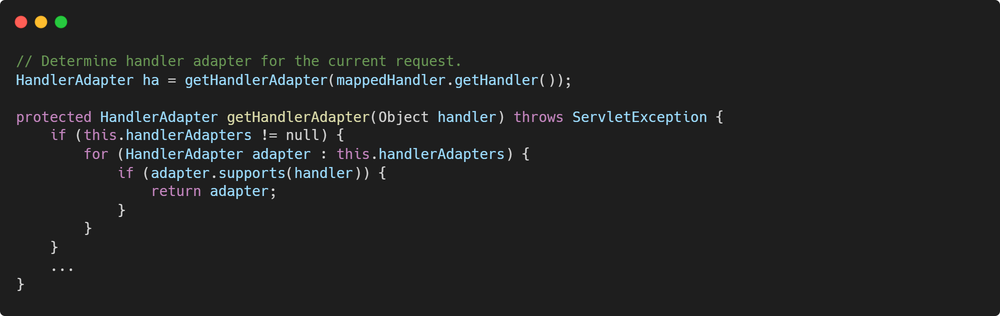 // Determine handler adapter for the current request.
HandlerAdapter ha = getHandlerAdapter(mappedHandler.getHandler());

protected HandlerAdapter getHandlerAdapter(Object handler) throws ServletException {
    if (this.handlerAdapters != null) {
        for (HandlerAdapter adapter : this.handlerAdapters) {
            if (adapter.supports(handler)) {
                return adapter;
            }
        }
    }
    ...
}